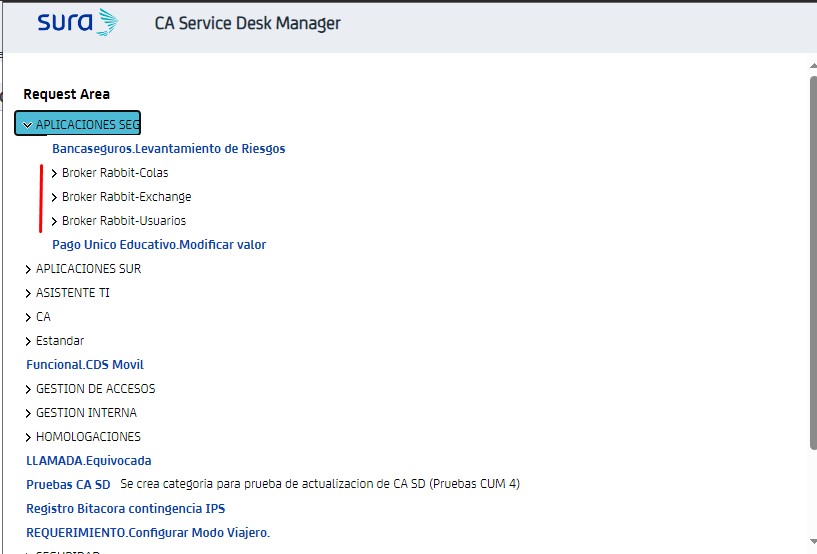 sura CA Service Desk Manager
Request Area
APLICACIONES SEG
Bancaseguros.Levantamiento de Riesgos
Broker Rabbit-Colas
Broker Rabbit-Exchange
Broker Rabbit-Usuarios
Pago Unico Educativo.Modificar valor
APLICACIONES SUR
ASISTENTE TI
CA
Estandar
Funcional.CDS Movil
GESTION DE ACCESOS
GESTION INTERNA
HOMOLOGACIONES
LLAMADA.Equivocada
Pruebas CA SD Se crea categoria para prueba de actualizacion de CA SD (Pruebas CUM 4)
Registro Bitacora contingencia IPS
REQUERIMIENTO.Configurar Modo Viajero.